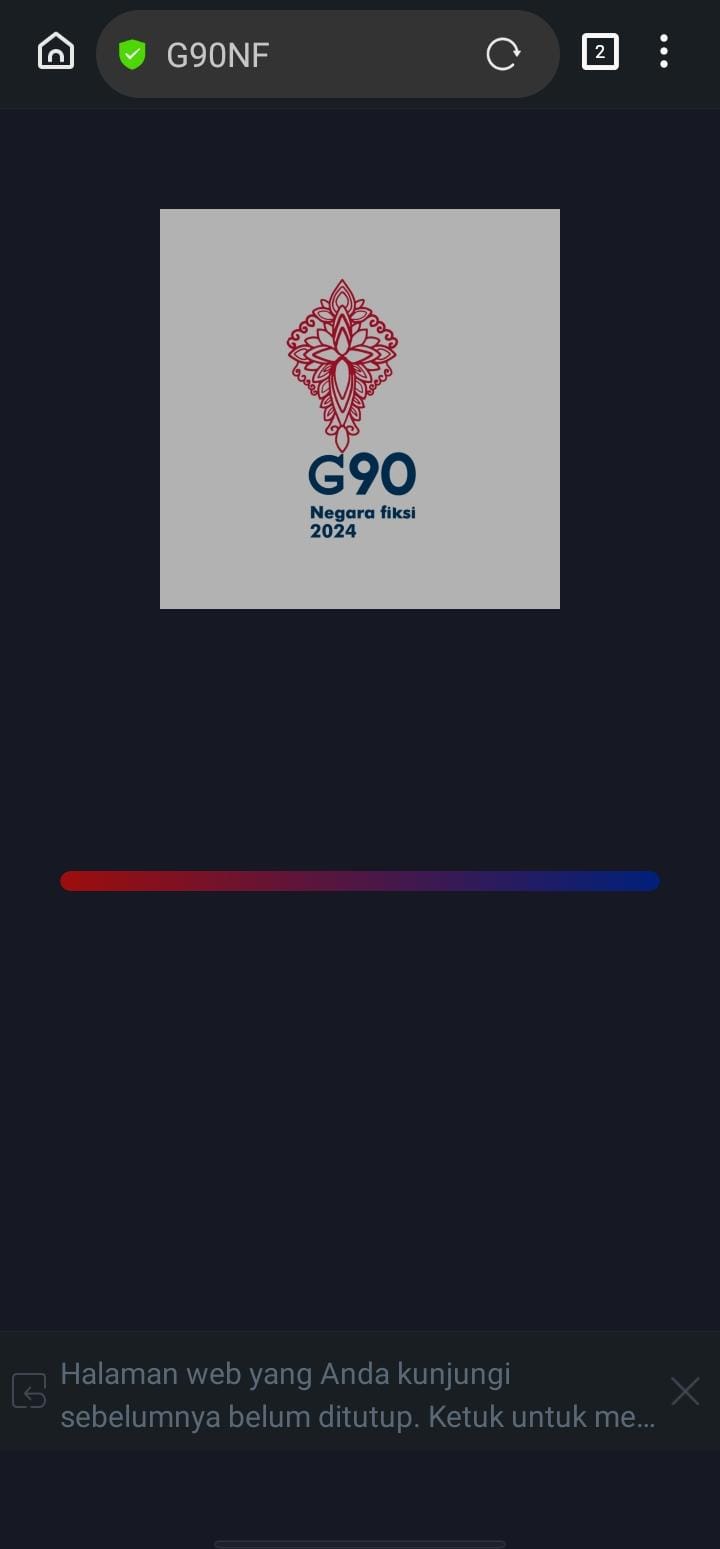 G90NF
2
G90
Negara fiksi
2024
Halaman web yang Anda kunjungi
sebelumnya belum ditutup. Ketuk untuk me...